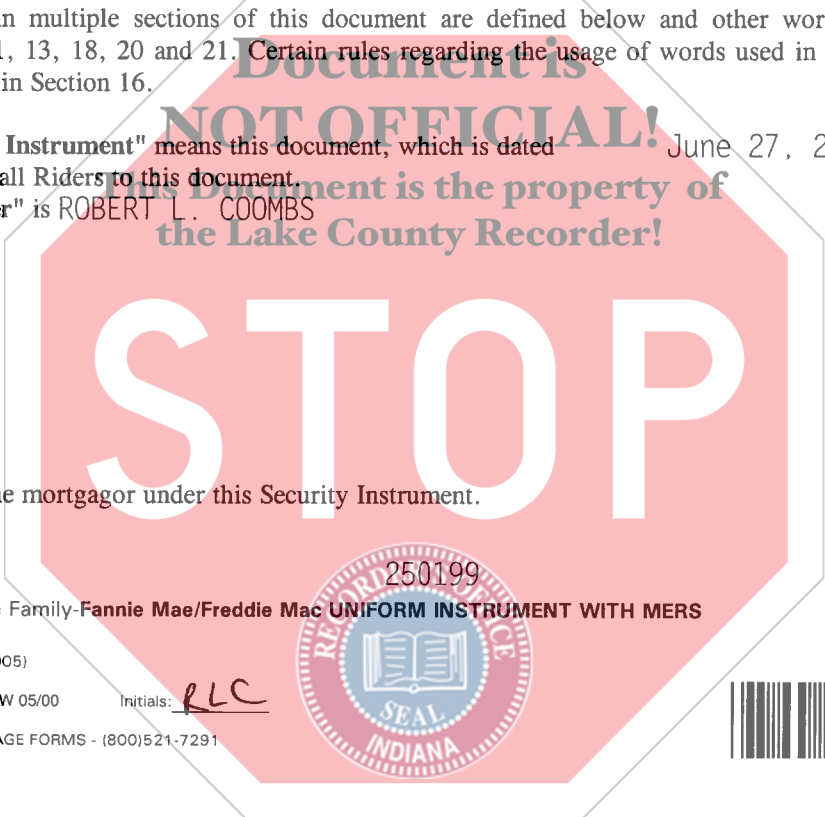 in multiple sections of this document are defined below and other wor
1, 13, 18, 20 and 21. Certain rules regarding the usage of words used in
in Section 16.
Document is
NOT OFFICIAL!
Instrument" means this document, which is dated June 27, 2
all Riders to this document.
This Document is the property of
r" is ROBERT L. COOMBS
the Lake County Recorder!
STOP
e mortgagor under this Security Instrument.
250199
Family-Fannie Mae/Freddie Mac UNIFORM INSTRUMENT WITH MERS
005)
W 05/00 Initials: RLC
AGE FORMS - (800)521-7291
SEAL
INDIANA